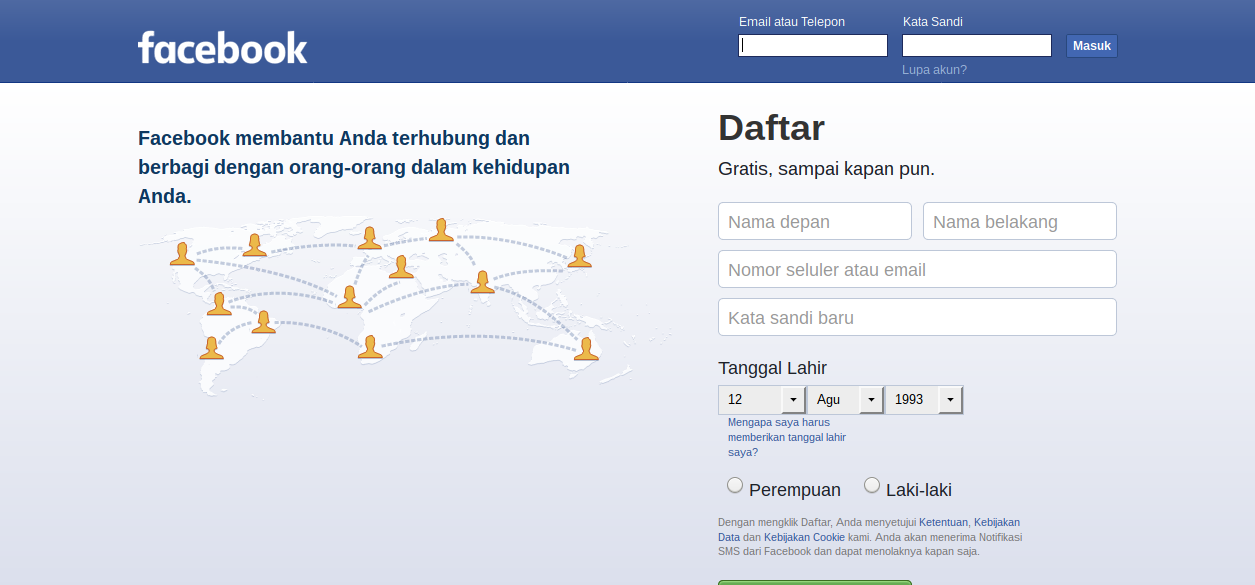 facebook
Email atau Telepon
Kata Sandi
Masuk
Lupa akun?
Facebook membantu Anda terhubung dan
berbagi dengan orang-orang dalam kehidupan
Anda.
Daftar
Gratis, sampai kapan pun.
Nama depan
Nama belakang
Nomor seluler atau email
Kata sandi baru
Tanggal Lahir
12 Agu 1993
Mengapa saya harus
memberikan tanggal lahir
saya?
Perempuan Laki-laki
Dengan mengklik Daftar, Anda menyetujui Ketentuan, Kebijakan
Data dan Kebijakan Cookie kami. Anda akan menerima Notifikasi
SMS dari Facebook dan dapat menolaknya kapan saja.